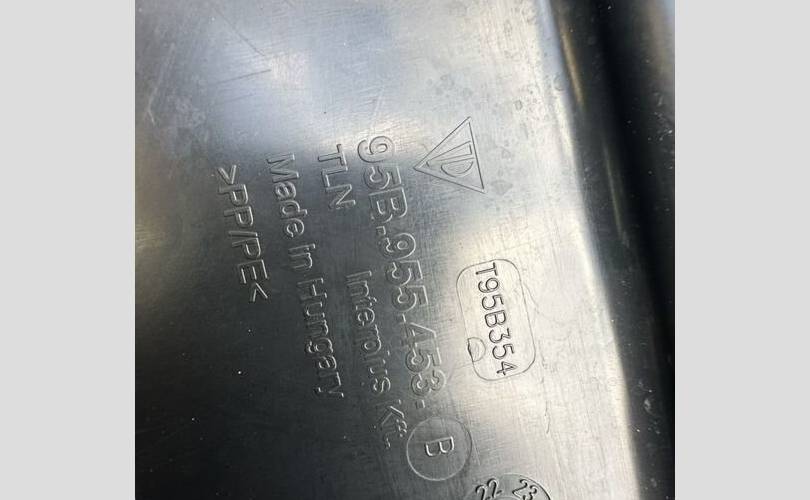 95B.955.453.B
TLN Interplus Kft.
Made in Hungary
>PP/PE<
T95B354
22 23